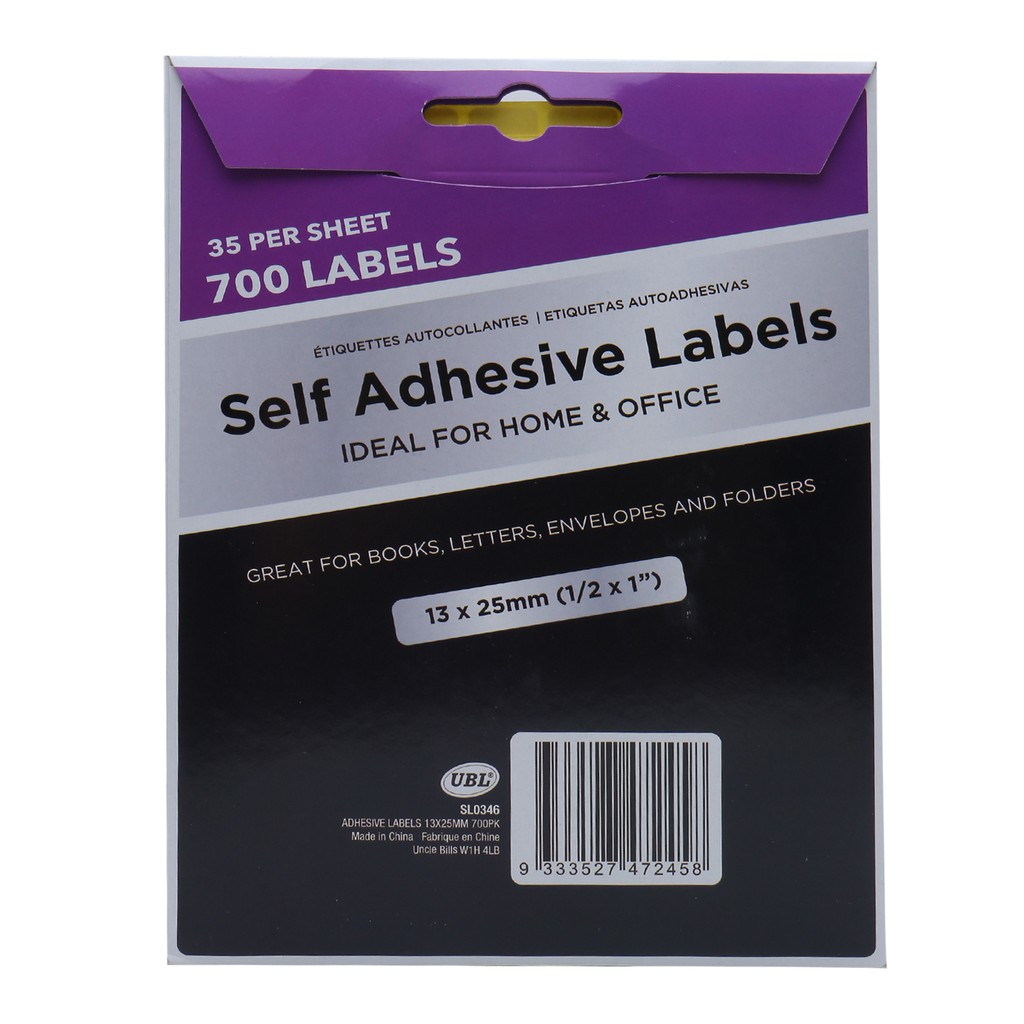 35 PER SHEET
700 LABELS
ÉTIQUETTES AUTOCOLLANTES | ETIQUETAS AUTOADHESIVAS
Self Adhesive Labels
IDEAL FOR HOME & OFFICE
GREAT FOR BOOKS, LETTERS, ENVELOPES AND FOLDERS
13 x 25mm (1/2 x 1”)
UBL®
SL0346
ADHESIVE LABELS 13X25MM 700PK
Made in China Fabrique en Chine
Uncle Bills W1H 4LB
9 333527 472458